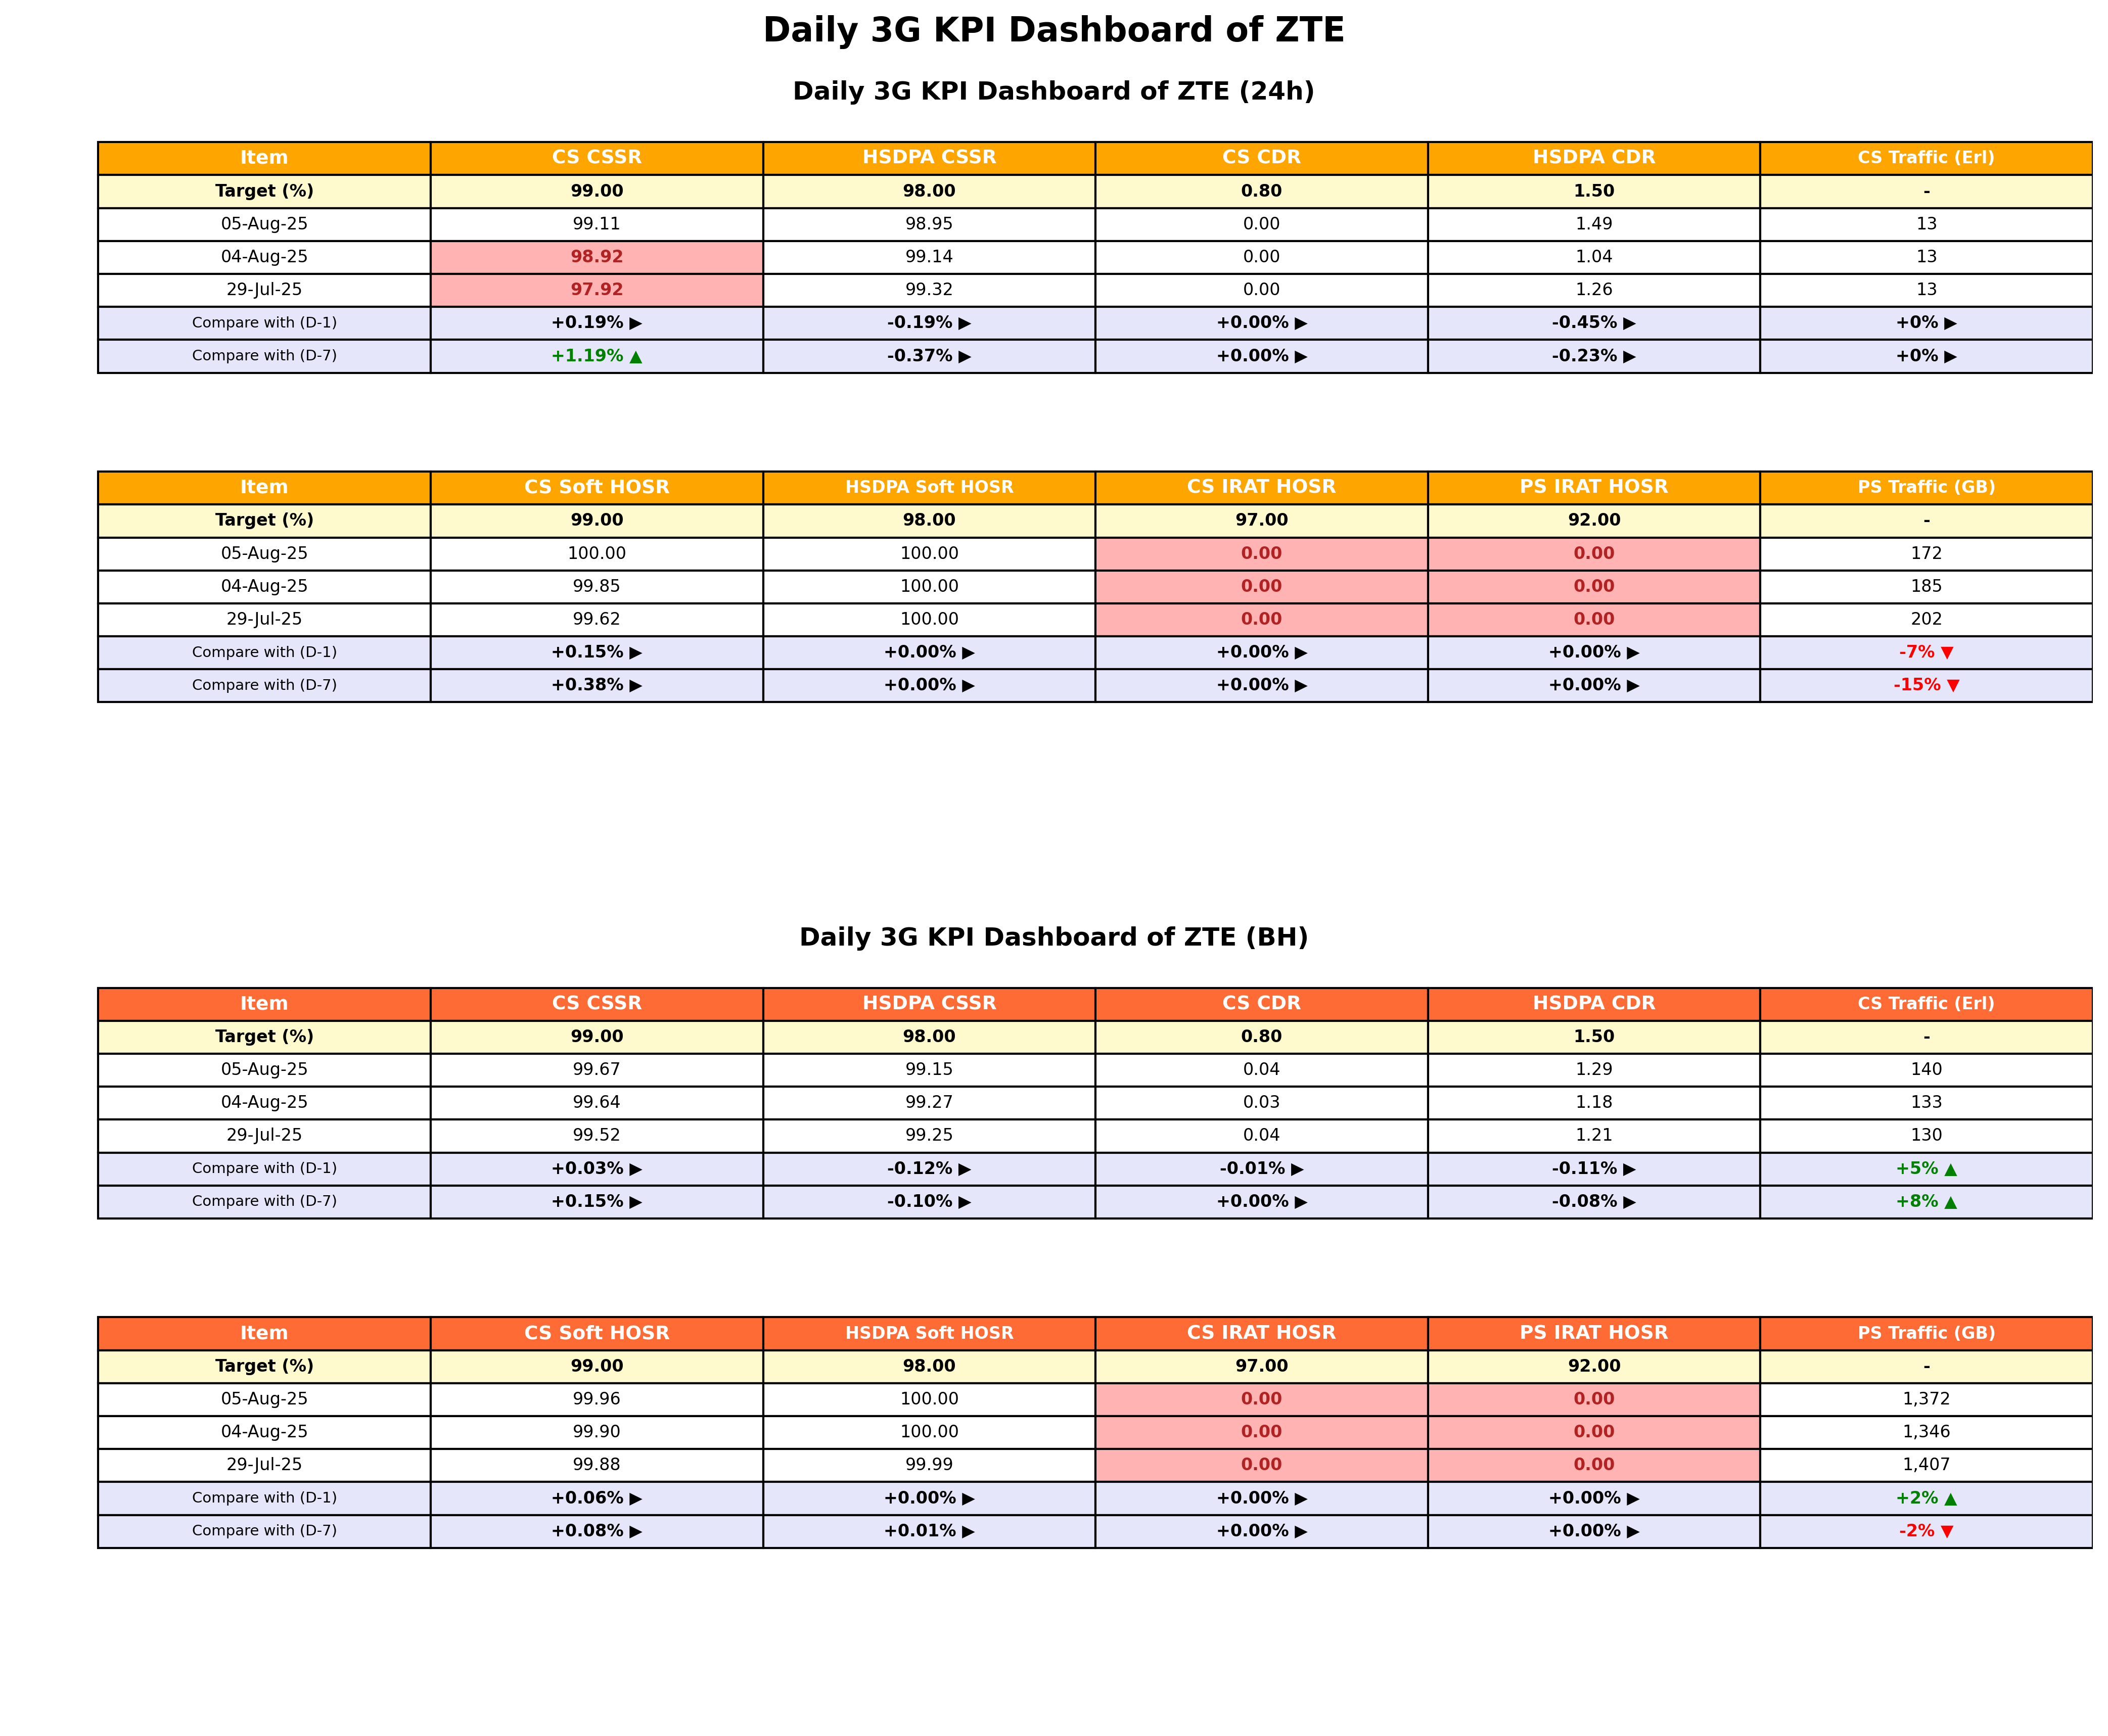 Daily 3G KPI Dashboard of ZTE
Daily 3G KPI Dashboard of ZTE (24h)
Item CS CSSR HSDPA CSSR CS CDR HSDPA CDR CS Traffic (Erl)
Target (%) 99.00 98.00 0.80 1.50 -
05-Aug-25 99.11 98.95 0.00 1.49 13
04-Aug-25 98.92 99.14 0.00 1.04 13
29-Jul-25 97.92 99.32 0.00 1.26 13
Compare with (D-1) +0.19% ▶ -0.19% ▶ +0.00% ▶ -0.45% ▶ +0% ▶
Compare with (D-7) +1.19% ▲ -0.37% ▶ +0.00% ▶ -0.23% ▶ +0% ▶
Item CS Soft HOSR HSDPA Soft HOSR CS IRAT HOSR PS IRAT HOSR PS Traffic (GB)
Target (%) 99.00 98.00 97.00 92.00 -
05-Aug-25 100.00 100.00 0.00 0.00 172
04-Aug-25 99.85 100.00 0.00 0.00 185
29-Jul-25 99.62 100.00 0.00 0.00 202
Compare with (D-1) +0.15% ▶ +0.00% ▶ +0.00% ▶ +0.00% ▶ -7% ▼
Compare with (D-7) +0.38% ▶ +0.00% ▶ +0.00% ▶ +0.00% ▶ -15% ▼
Daily 3G KPI Dashboard of ZTE (BH)
Item CS CSSR HSDPA CSSR CS CDR HSDPA CDR CS Traffic (Erl)
Target (%) 99.00 98.00 0.80 1.50 -
05-Aug-25 99.67 99.15 0.04 1.29 140
04-Aug-25 99.64 99.27 0.03 1.18 133
29-Jul-25 99.52 99.25 0.04 1.21 130
Compare with (D-1) +0.03% ▶ -0.12% ▶ -0.01% ▶ -0.11% ▶ +5% ▲
Compare with (D-7) +0.15% ▶ -0.10% ▶ +0.00% ▶ -0.08% ▶ +8% ▲
Item CS Soft HOSR HSDPA Soft HOSR CS IRAT HOSR PS IRAT HOSR PS Traffic (GB)
Target (%) 99.00 98.00 97.00 92.00 -
05-Aug-25 99.96 100.00 0.00 0.00 1,372
04-Aug-25 99.90 100.00 0.00 0.00 1,346
29-Jul-25 99.88 99.99 0.00 0.00 1,407
Compare with (D-1) +0.06% ▶ +0.00% ▶ +0.00% ▶ +0.00% ▶ +2% ▲
Compare with (D-7) +0.08% ▶ +0.01% ▶ +0.00% ▶ +0.00% ▶ -2% ▼